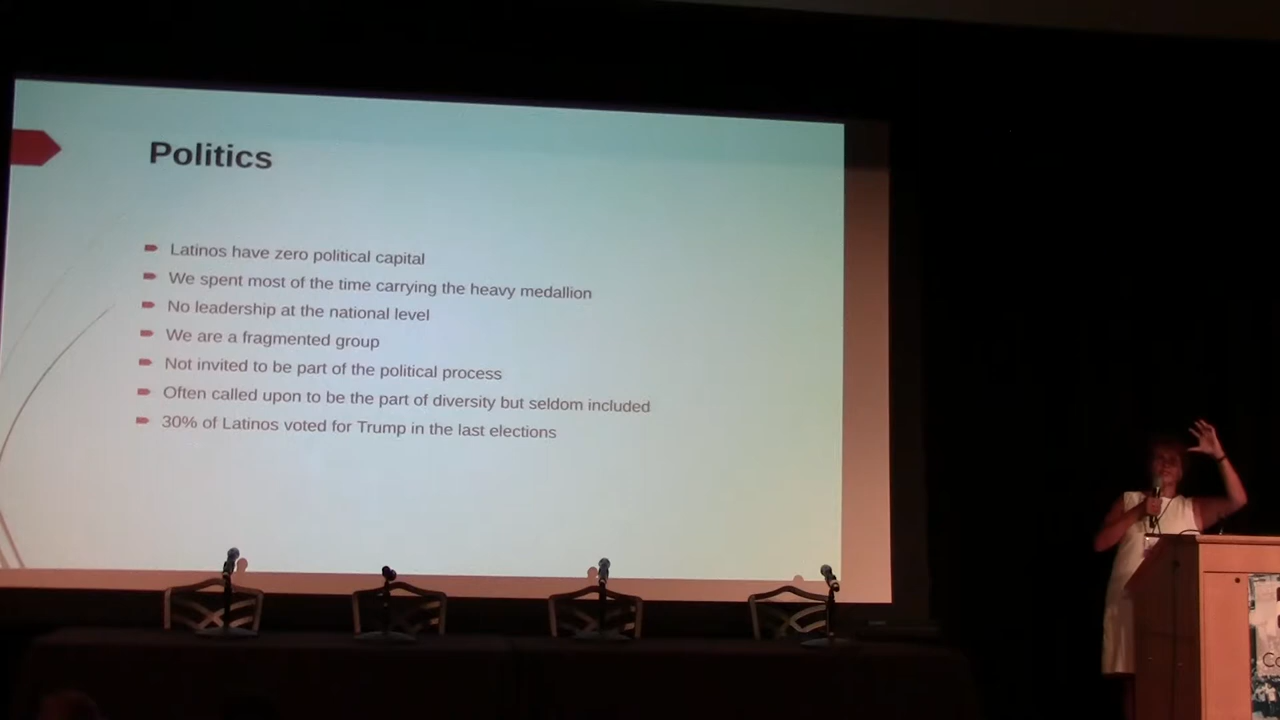 Politics
Latinos have zero political capital
We spent most of the time carrying the heavy medallion
No leadership at the national level
We are a fragmented group
Not invited to be part of the political process
Often called upon to be the part of diversity but seldom included
30% of Latinos voted for Trump in the last elections